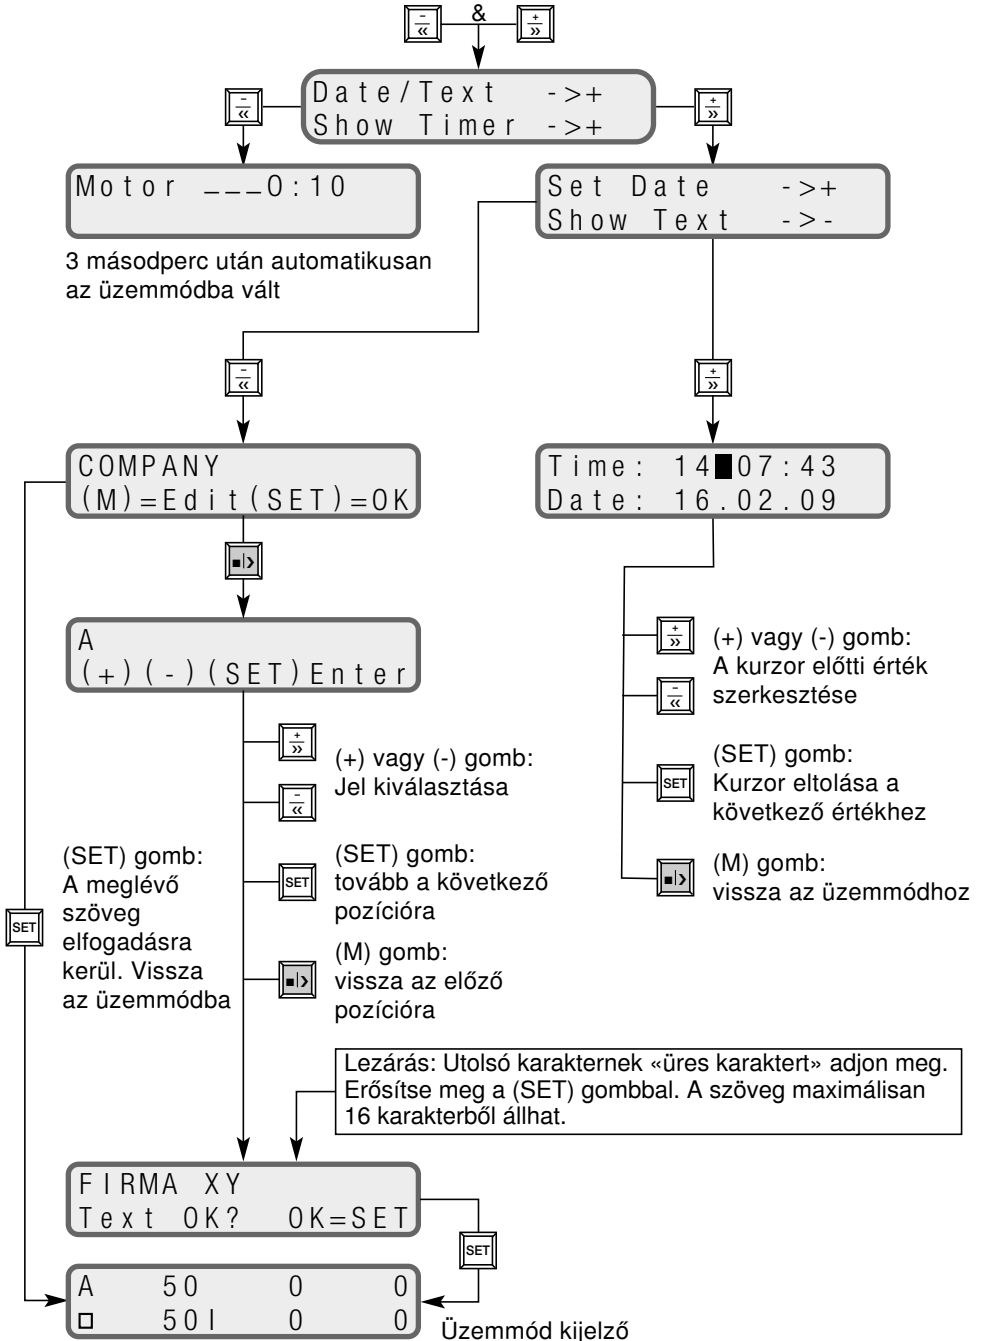 &
Date/Text ->+
Show Timer ->+
Motor ___0:10
Set Date ->+
Show Text ->-
3 másodperc után automatikusan
az üzemmódba vált
COMPANY
(M)=Edit(SET)=OK
Time: 14 07:43
Date: 16.02.09
A
(+)(-)(SET)Enter
(+) vagy (-) gomb:
A kurzor előtti érték
szerkesztése
(SET) gomb:
Kurzor eltolása a
következő értékhez
SET
(M) gomb:
vissza az üzemmódhoz
(+) vagy (-) gomb:
Jel kiválasztása
(SET) gomb:
tovább a következő
pozícióra
SET
(M) gomb:
vissza az előző
pozícióra
(SET) gomb:
A meglévő
szöveg
elfogadásra
kerül. Vissza
az üzemmódba
SET
Lezárás: Utolsó karakternek «üres karaktert» adjon meg.
Erősítse meg a (SET) gombbal. A szöveg maximálisan
16 karakterből állhat.
FIRMA XY
Text OK? OK=SET
SET
A 50 0 0
50I 0 0
Üzemmód kijelző